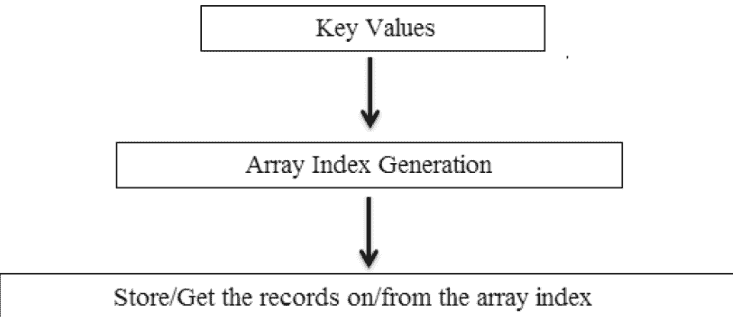 Key Values
Array Index Generation
Store/Get the records on/from the array index